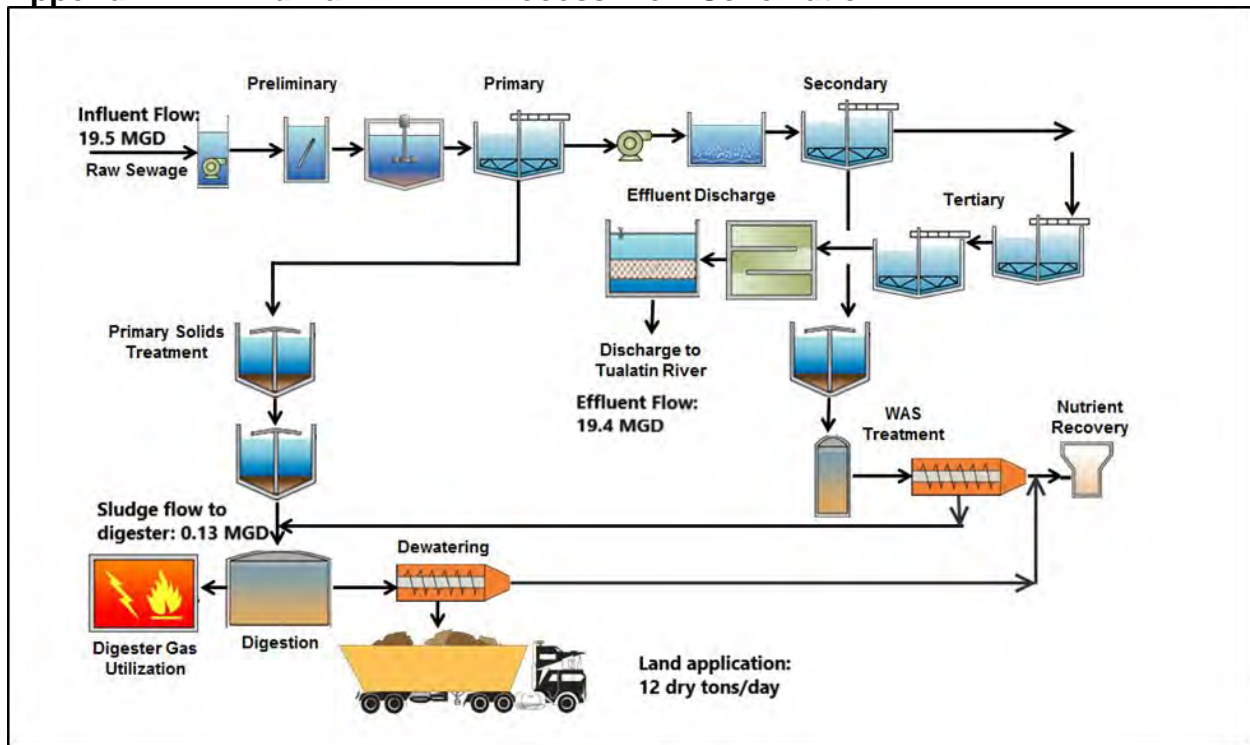 Preliminary
Primary
Secondary
Influent Flow:
19.5 MGD
Raw Sewage
Effluent Discharge
Tertiary
Primary Solids
Treatment
Discharge to
Tualatin River
Effluent Flow:
19.4 MGD
WAS
Treatment
Nutrient
Recovery
Sludge flow to
digester: 0.13 MGD
Dewatering
Digestion
Digester Gas
Utilization
Land application:
12 dry tons/day